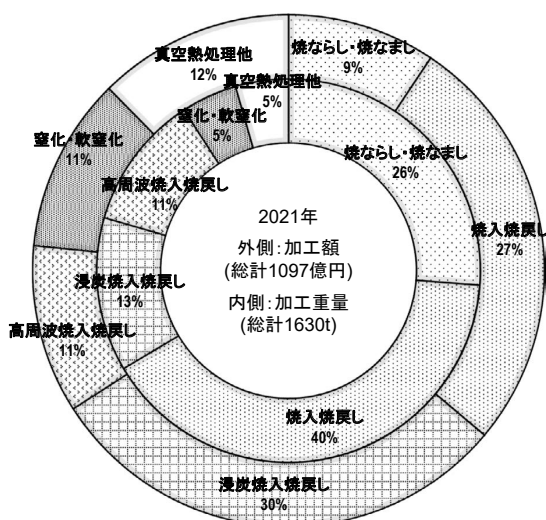 真空熱処理他
12%
焼ならし・焼なまし
9%
真空熱処理他
5%
窒化・軟窒化
5%
窒化・軟窒化
11%
焼ならし・焼なまし
26%
高周波焼入焼戻し
11%
2021年
外側：加工額
(総計1097億円)
内側：加工重量
(総計1630t)
焼入焼戻し
27%
浸炭焼入焼戻し
13%
高周波焼入焼戻し
11%
焼入焼戻し
40%
浸炭焼入焼戻し
30%